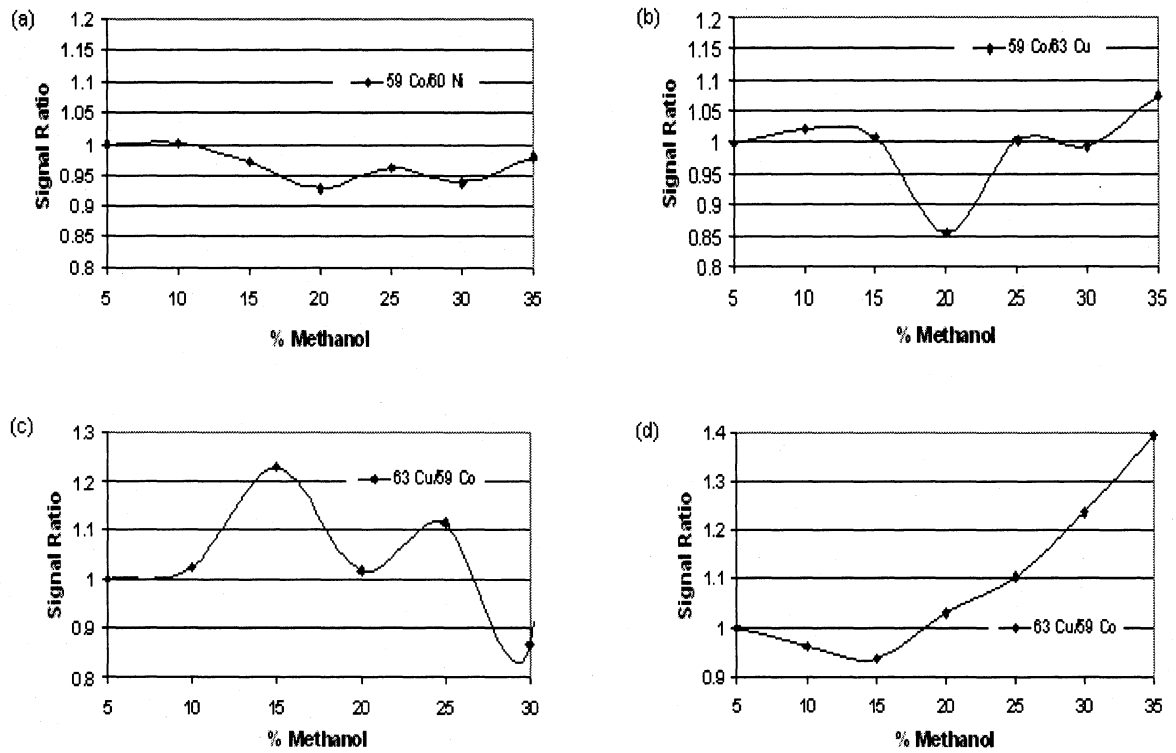 (a)
1.2
1.15
1.1
1.05
1
0.95
0.9
0.85
0.8
Signal Ratio
59 Co/60 Ni
5 10 15 20 25 30 35
% Methanol
(b)
1.2
1.15
1.1
1.05
1
0.95
0.9
0.85
0.8
Signal Ratio
59 Co/63 Cu
5 10 15 20 25 30 35
% Methanol
(c)
1.3
1.2
1.1
1
0.9
0.8
Signal Ratio
63 Cu/59 Co
5 10 15 20 25 30
% Methanol
(d)
1.4
1.3
1.2
1.1
1
0.9
Signal Ratio
63 Cu/59 Co
5 10 15 20 25 30 35
% Methanol